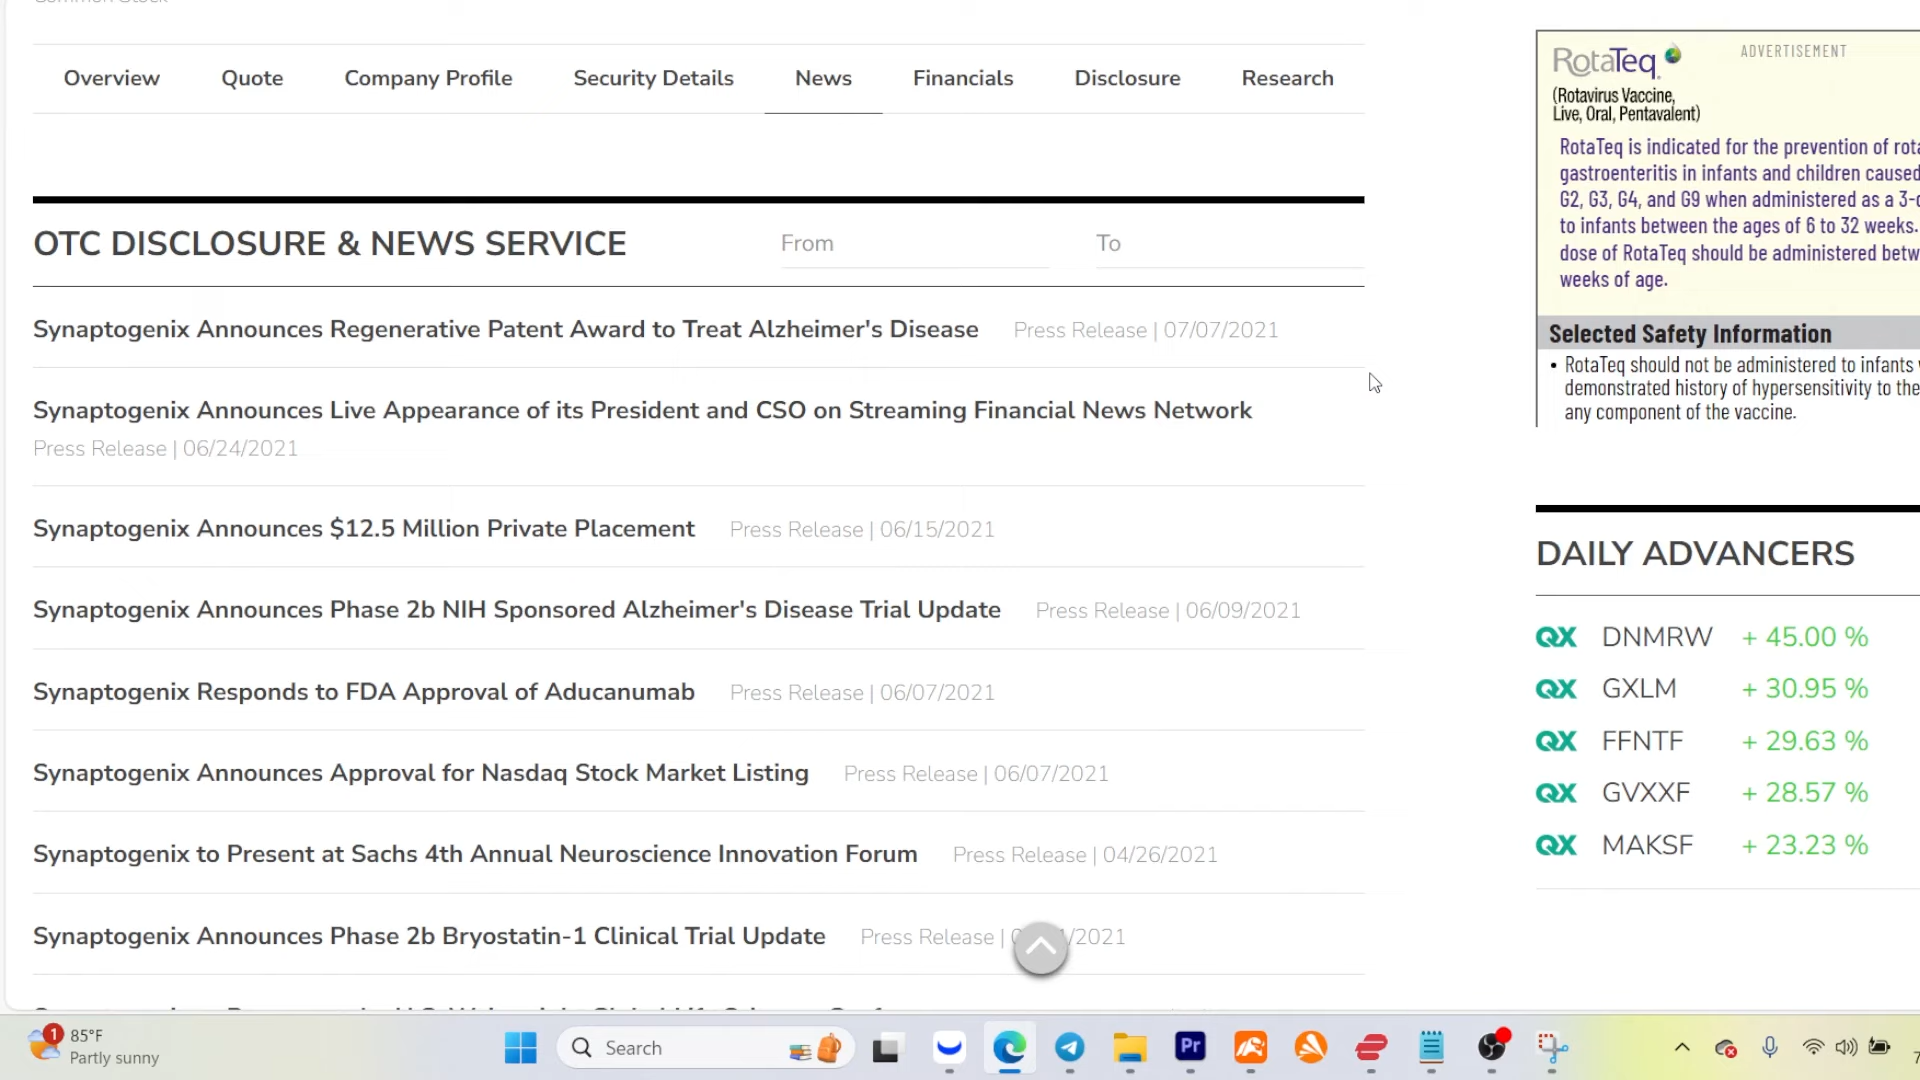 Overview Quote Company Profile Security Details News Financials Disclosure Research
OTC DISCLOSURE & NEWS SERVICE From To
Synaptogenix Announces Regenerative Patent Award to Treat Alzheimer's Disease Press Release | 07/07/2021
Synaptogenix Announces Live Appearance of its President and CSO on Streaming Financial News Network
Press Release | 06/24/2021
Synaptogenix Announces $12.5 Million Private Placement Press Release | 06/15/2021
Synaptogenix Announces Phase 2b NIH Sponsored Alzheimer's Disease Trial Update Press Release | 06/09/2021
Synaptogenix Responds to FDA Approval of Aducanumab Press Release | 06/07/2021
Synaptogenix Announces Approval for Nasdaq Stock Market Listing Press Release | 06/07/2021
Synaptogenix to Present at Sachs 4th Annual Neuroscience Innovation Forum Press Release | 04/26/2021
Synaptogenix Announces Phase 2b Bryostatin-1 Clinical Trial Update Press Release | /2021
ADVERTISEMENT
RotaTeq
(Rotavirus Vaccine,
Live, Oral, Pentavalent)
RotaTeq is indicated for the prevention of
gastroenteritis in infants and children caused
G2, G3, G4, and G9 when administered as a
to infants between the ages of 6 to 32 weeks.
dose of RotaTeq should be administered
weeks of age.
Selected Safety Information
• RotaTeq should not be administered to infants
demonstrated history of hypersensitivity to the
any component of the vaccine.
DAILY ADVANCERS
QX DNMRW + 45.00 %
QX GXLM + 30.95 %
QX FFNTF + 29.63 %
QX GVXXF + 28.57 %
QX MAKSF + 23.23 %
1 85°F
Partly sunny
Search
Pr